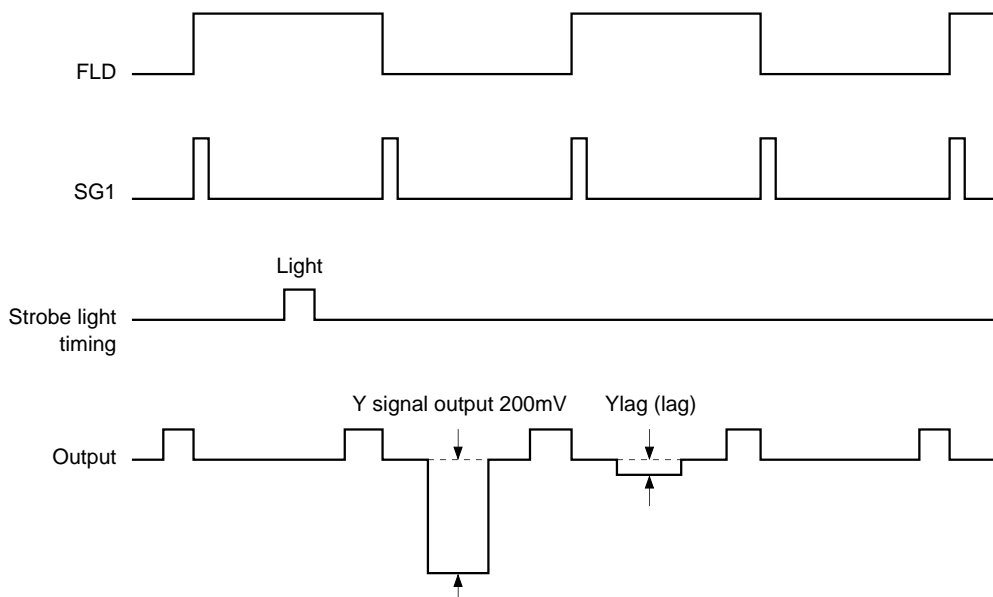 FLD
SG1
Light
Strobe light
timing
Y signal output 200mV Ylag (lag)
Output